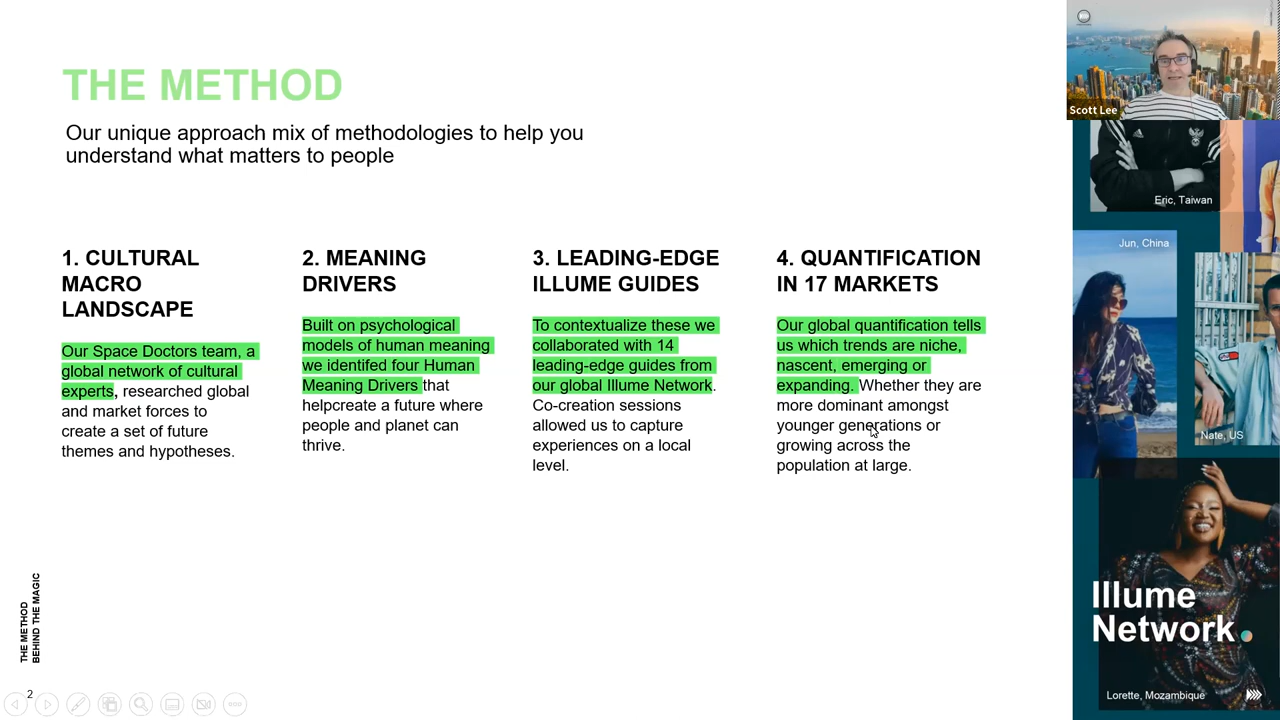 THE METHOD
Our unique approach mix of methodologies to help you
understand what matters to people
1. CULTURAL
MACRO
LANDSCAPE
Our Space Doctors team, a
global network of cultural
experts, researched global
and market forces to
create a set of future
themes and hypotheses.
2. MEANING
DRIVERS
Built on psychological
models of human meaning
we identifed four Human
Meaning Drivers that
helpcreate a future where
people and planet can
thrive.
3. LEADING-EDGE
ILLUME GUIDES
To contextualize these we
collaborated with 14
leading-edge guides from
our global Illume Network.
Co-creation sessions
allowed us to capture
experiences on a local
level.
4. QUANTIFICATION
IN 17 MARKETS
Our global quantification tells
us which trends are niche,
nascent, emerging or
expanding. Whether they are
more dominant amongst
younger generations or
growing across the
population at large.
THE METHOD
BEHIND THE MAGIC
2
Scott Lee
Eric, Taiwan
Jun, China
Nate, US
Illume
Network
Lorette, Mozambique